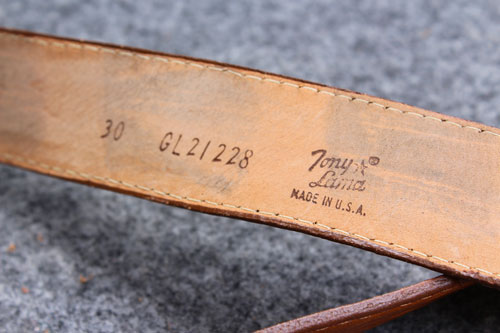 30 GL21228
Tony ☆®
Lama
MADE IN U.S.A.